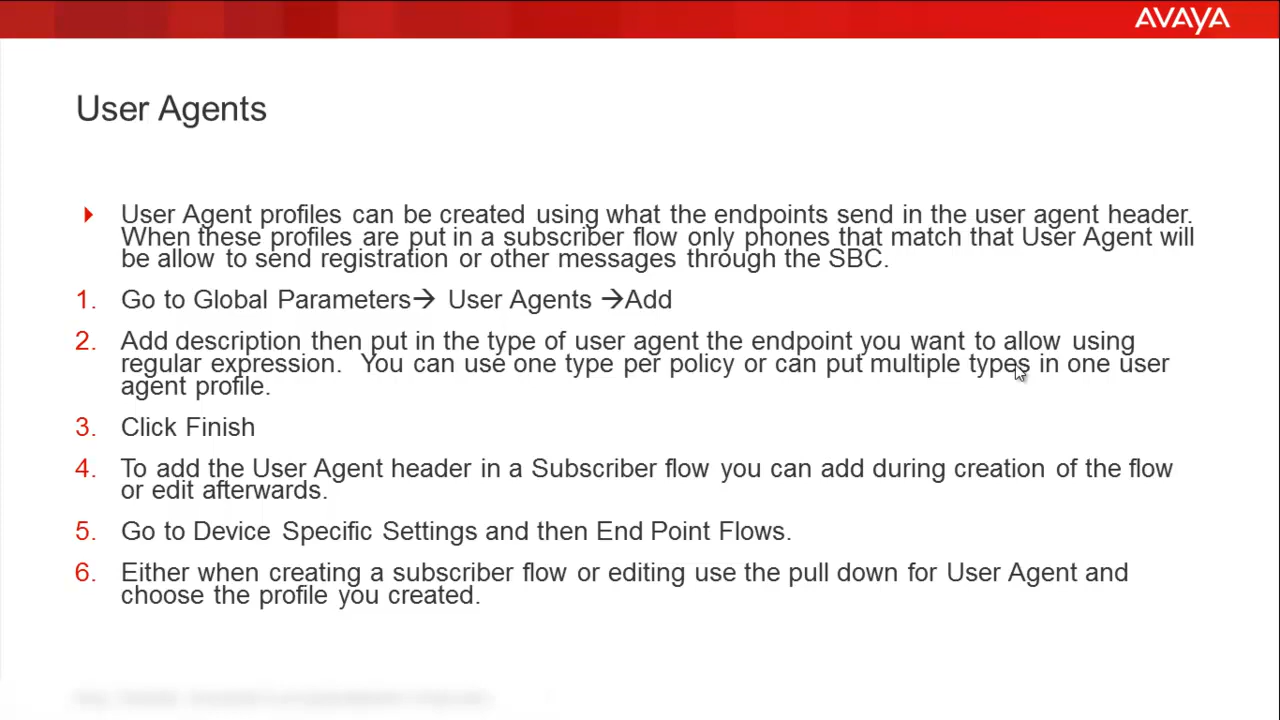 AVAYA
User Agents
User Agent profiles can be created using what the endpoints send in the user agent header.
When these profiles are put in a subscriber flow only phones that match that User Agent will
be allow to send registration or other messages through the SBC.
1. Go to Global Parameters→ User Agents →Add
2. Add description then put in the type of user agent the endpoint you want to allow using
regular expression. You can use one type per policy or can put multiple types in one user
agent profile.
3. Click Finish
4. To add the User Agent header in a Subscriber flow you can add during creation of the flow
or edit afterwards.
5. Go to Device Specific Settings and then End Point Flows.
6. Either when creating a subscriber flow or editing use the pull down for User Agent and
choose the profile you created.